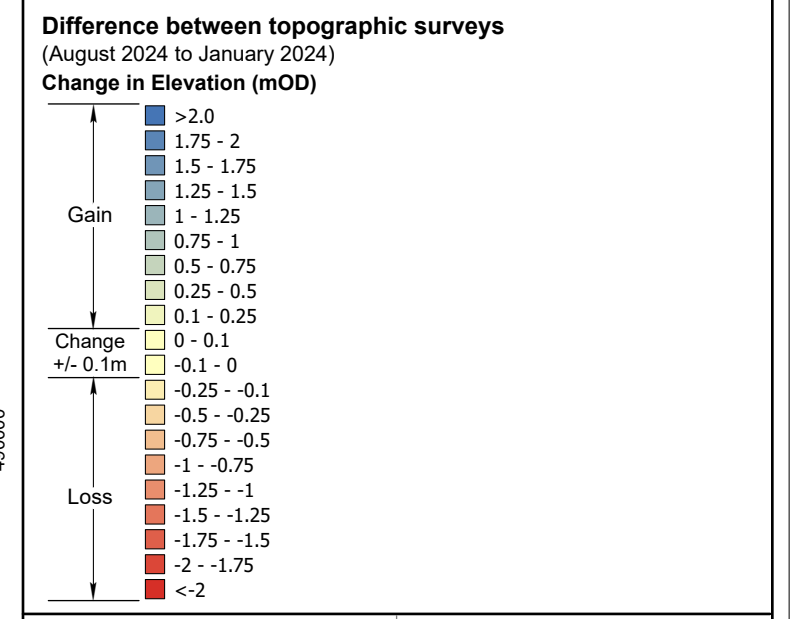 Difference between topographic surveys
(August 2024 to January 2024)
Change in Elevation (mOD)
>2.0
1.75 - 2
1.5 - 1.75
1.25 - 1.5
Gain
1 - 1.25
0.75 - 1
0.5 - 0.75
0.25 - 0.5
0.1 - 0.25
Change
+/- 0.1m
0 - 0.1
-0.1 - 0
-0.25 - -0.1
-0.5 - -0.25
-0.75 - -0.5
-1 - -0.75
-1.25 - -1
Loss
-1.5 - -1.25
-1.75 - -1.5
-2 - -1.75
<-2